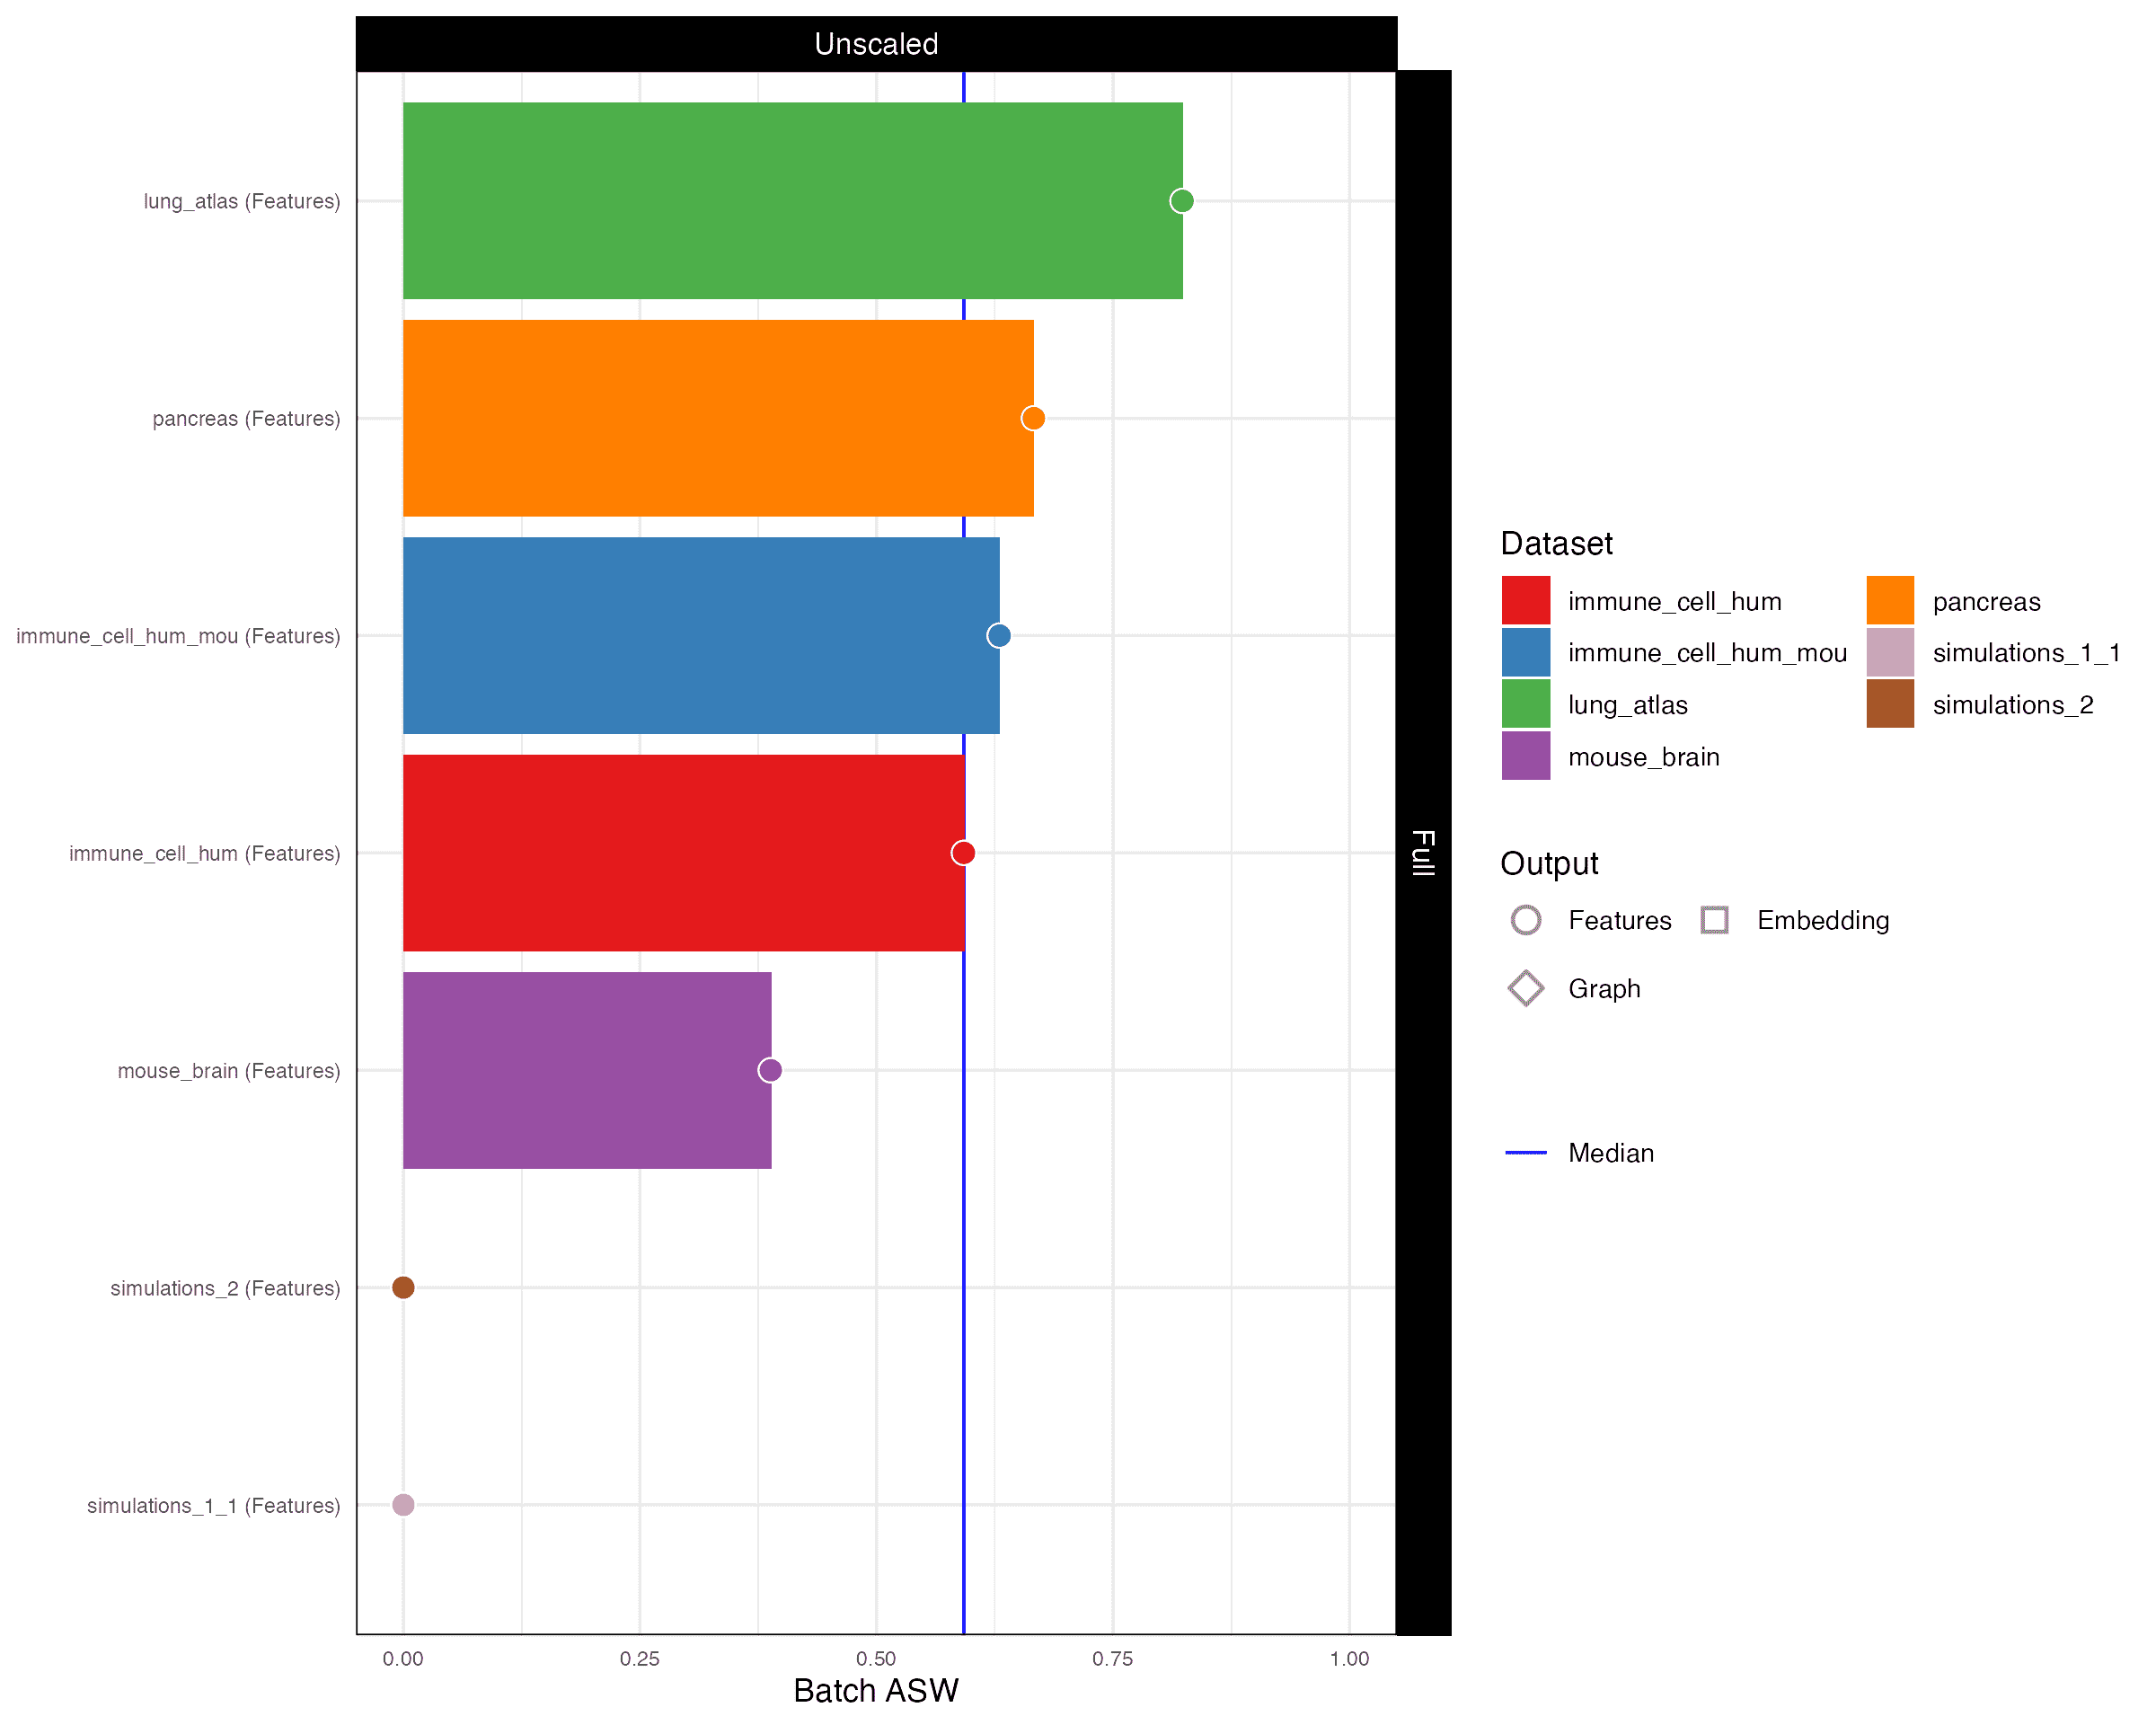 Unscaled
lung_atlas (Features)
pancreas (Features)
immune_cell_hum_mou (Features)
immune_cell_hum (Features)
mouse_brain (Features)
simulations_2 (Features)
simulations_1_1 (Features)
0.00 0.25 0.50 0.75 1.00
Batch ASW
Full
Dataset
immune_cell_hum pancreas
immune_cell_hum_mou simulations_1_1
lung_atlas simulations_2
mouse_brain
Output
Features Embedding
Graph
Median